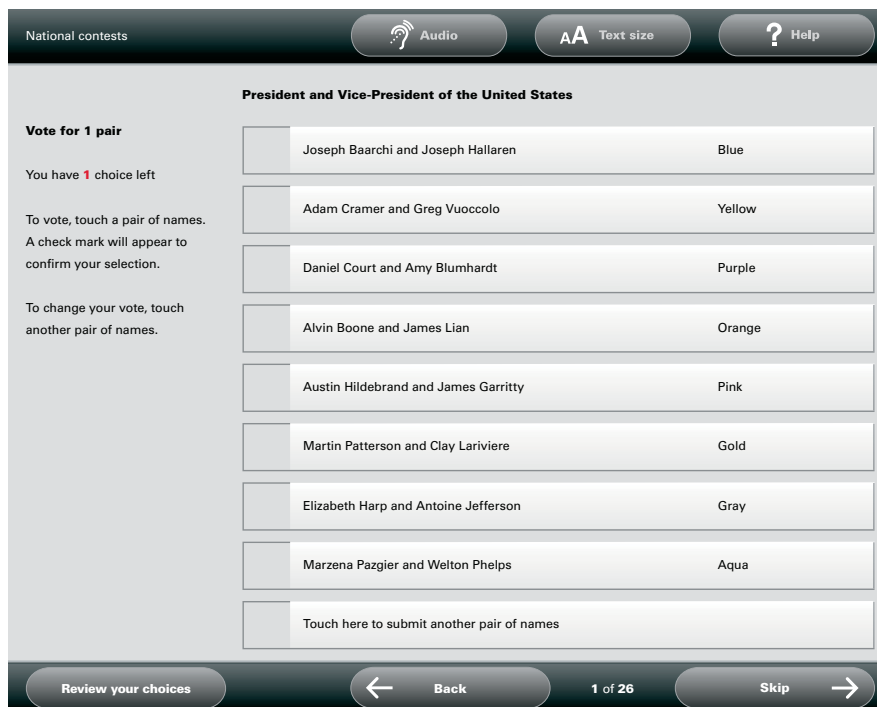 National contests
Audio
AA Text size
? Help
President and Vice-President of the United States
Vote for 1 pair
You have 1 choice left
To vote, touch a pair of names.
A check mark will appear to
confirm your selection.
To change your vote, touch
another pair of names.
Joseph Baarchi and Joseph Hallaren Blue
Adam Cramer and Greg Vuoccolo Yellow
Daniel Court and Amy Blumhardt Purple
Alvin Boone and James Lian Orange
Austin Hildebrand and James Garritty Pink
Martin Patterson and Clay Lariviere Gold
Elizabeth Harp and Antoine Jefferson Gray
Marzena Pazgier and Welton Phelps Aqua
Touch here to submit another pair of names
Review your choices
Back
1 of 26
Skip